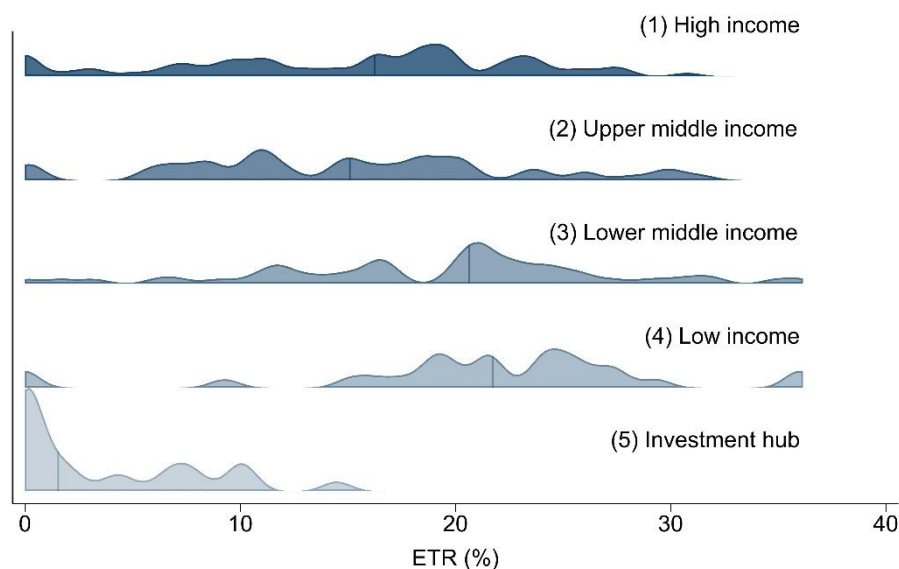 (1) High income
(2) Upper middle income
(3) Lower middle income
(4) Low income
(5) Investment hub
0 10 20 30 40
ETR (%)